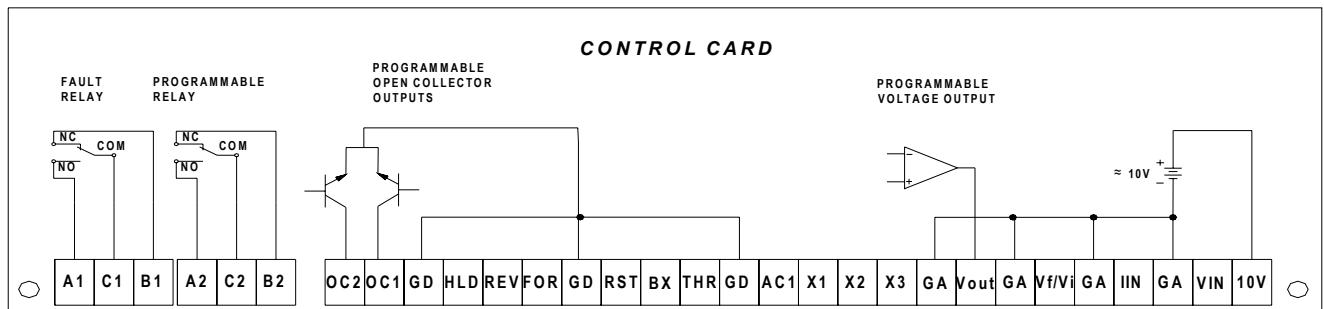 CONTROL CARD
FAULT
RELAY
PROGRAMMABLE
RELAY
PROGRAMMABLE
OPEN COLLECTOR
OUTPUTS
PROGRAMMABLE
VOLTAGE OUTPUT
NC
COM
NO
NC
COM
NO
−
+
≈ 10V
+
−
A1 C1 B1 A2 C2 B2 OC2 OC1 GD HLD REV FOR GD RST BX THR GD AC1 X1 X2 X3 GA Vout GA Vf/Vi GA IIN GA VIN 10V